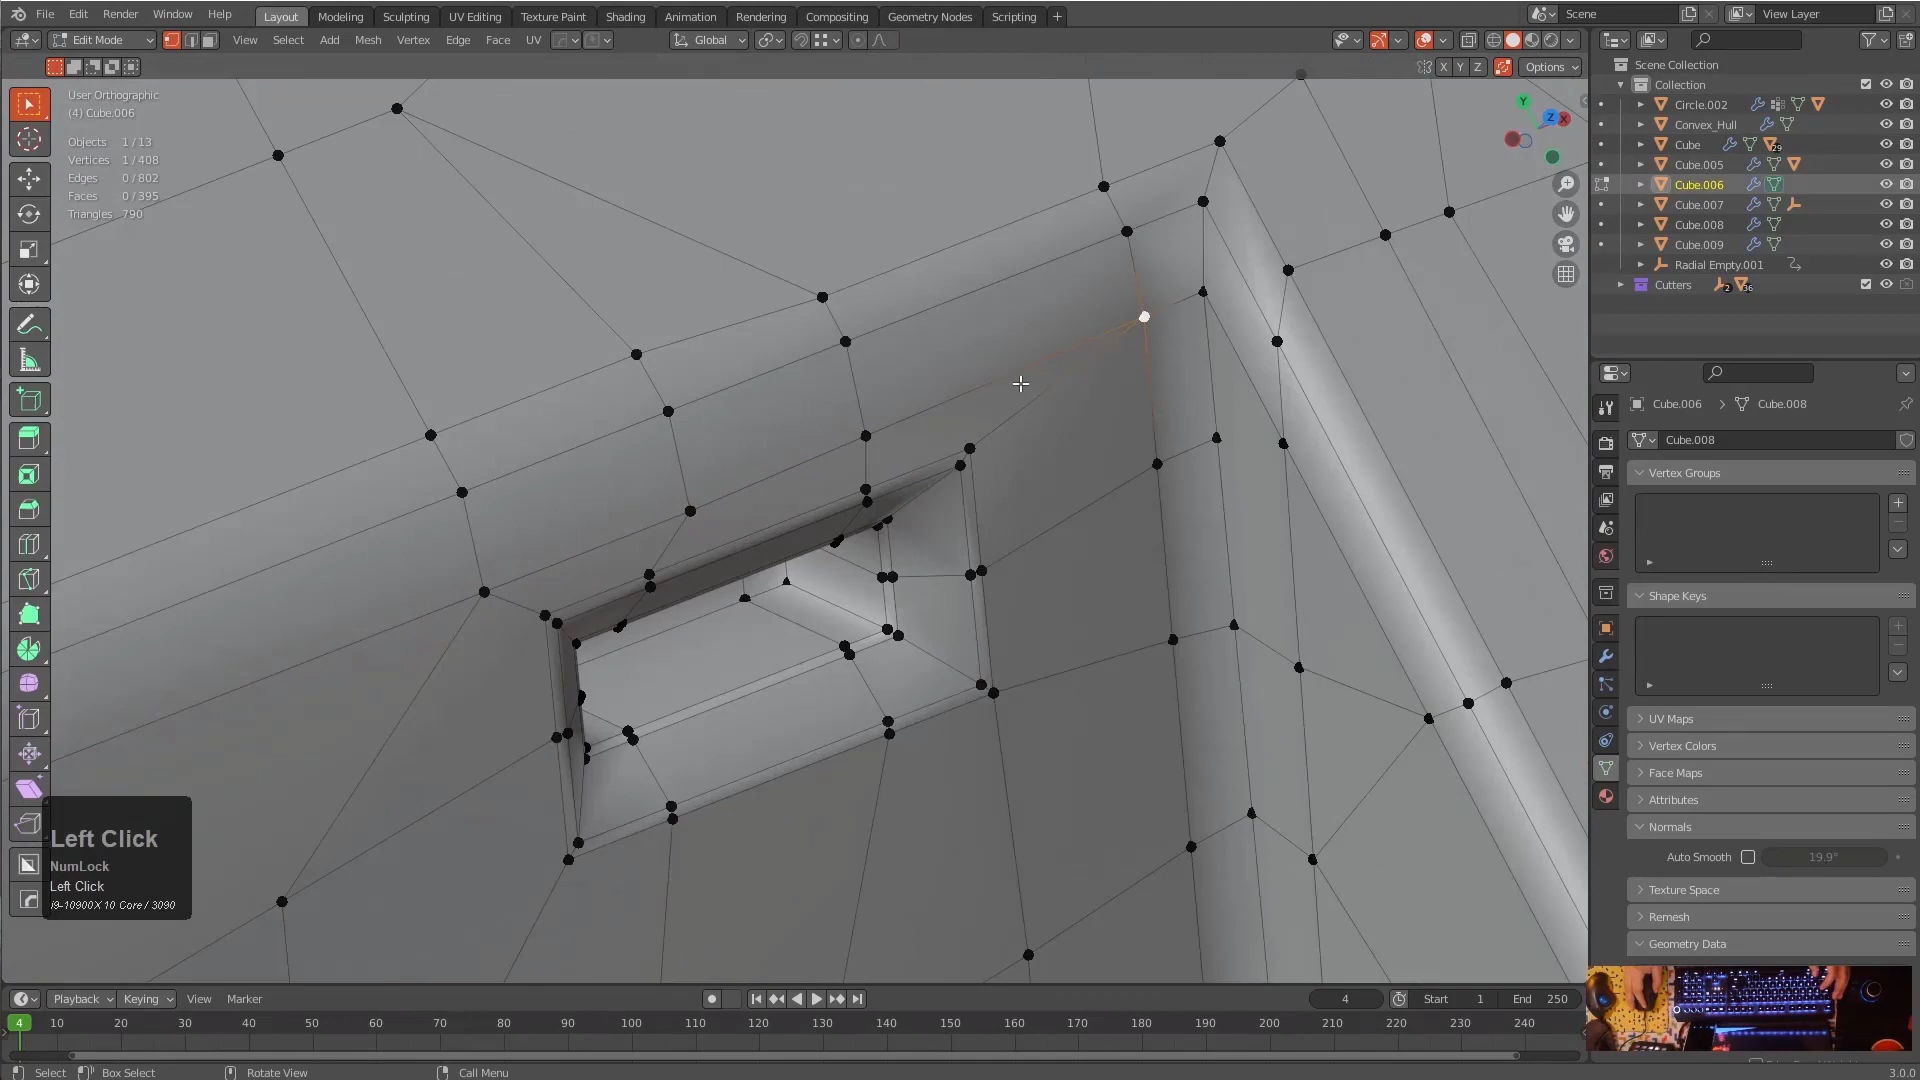 File Edit Render Window Help Layout Modeling Sculpting UV Editing Texture Paint Shading Animation Rendering Compositing Geometry Nodes Scripting + Scene View Layer
Edit Mode View Select Add Mesh Vertex Edge Face UV Global
X Y Z Options
User Orthographic
(4) Cube.006
Objects 1/13
Vertices 1/408
Edges 0/802
Faces 0/395
Triangles 790
Y
Z
X
Scene Collection
Collection
Circle.002
Convex_Hull
Cube 29
Cube.005
Cube.006
Cube.007
Cube.008
Cube.009
Radial Empty.001
Cutters 2 36
Cube.006 > Cube.008
Cube.008
Vertex Groups
Shape Keys
UV Maps
Vertex Colors
Face Maps
Attributes
Normals
Auto Smooth 19.9°
Texture Space
Remesh
Geometry Data
Left Click
NumLock
Left Click
i9-10900X 10 Core / 3090
Playback Keying View Marker 4 Start 1 End 250
4 10 20 30 40 50 60 70 80 90 100 110 120 130 140 150 160 170 180 190 200 210 220 230 240
Select Box Select Rotate View Call Menu 3.0.0